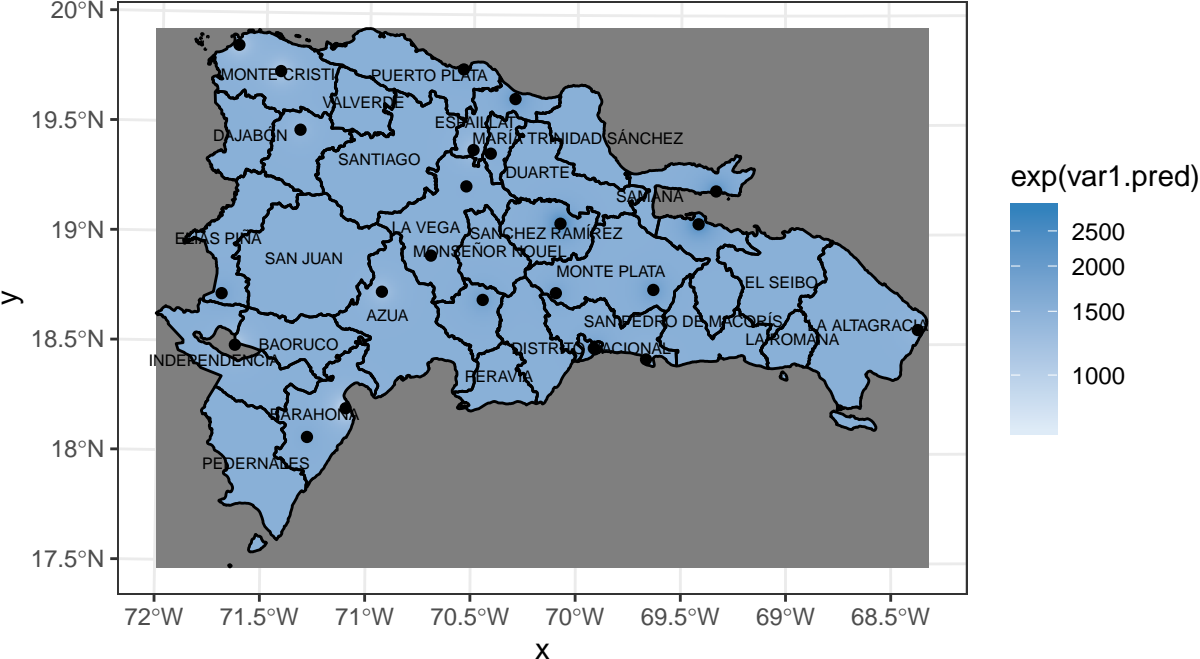 20°N
19.5°N
19°N
18.5°N
18°N
17.5°N
y
72°W
71.5°W
71°W
70.5°W
70°W
69.5°W
69°W
68.5°W
x
MONTE CRISTI
PUERTO PLATA
VALVERDE
ESPAILLAT
DAJABÓN
MARÍA TRINIDAD SÁNCHEZ
SANTIAGO
DUARTE
SAMANÁ
LA VEGA
SANCHEZ RAMÍREZ
ELÍAS PIÑA
MONSEÑOR NOUEL
SAN JUAN
MONTE PLATA
EL SEIBO
AZUA
SAN PEDRO DE MACORÍS
LA ALTAGRACIA
LA ROMANA
BAORUCO
DISTRITO NACIONAL
INDEPENDENCIA
PERAVIA
BARAHONA
PEDERNALES
exp(var1.pred)
2500
2000
1500
1000